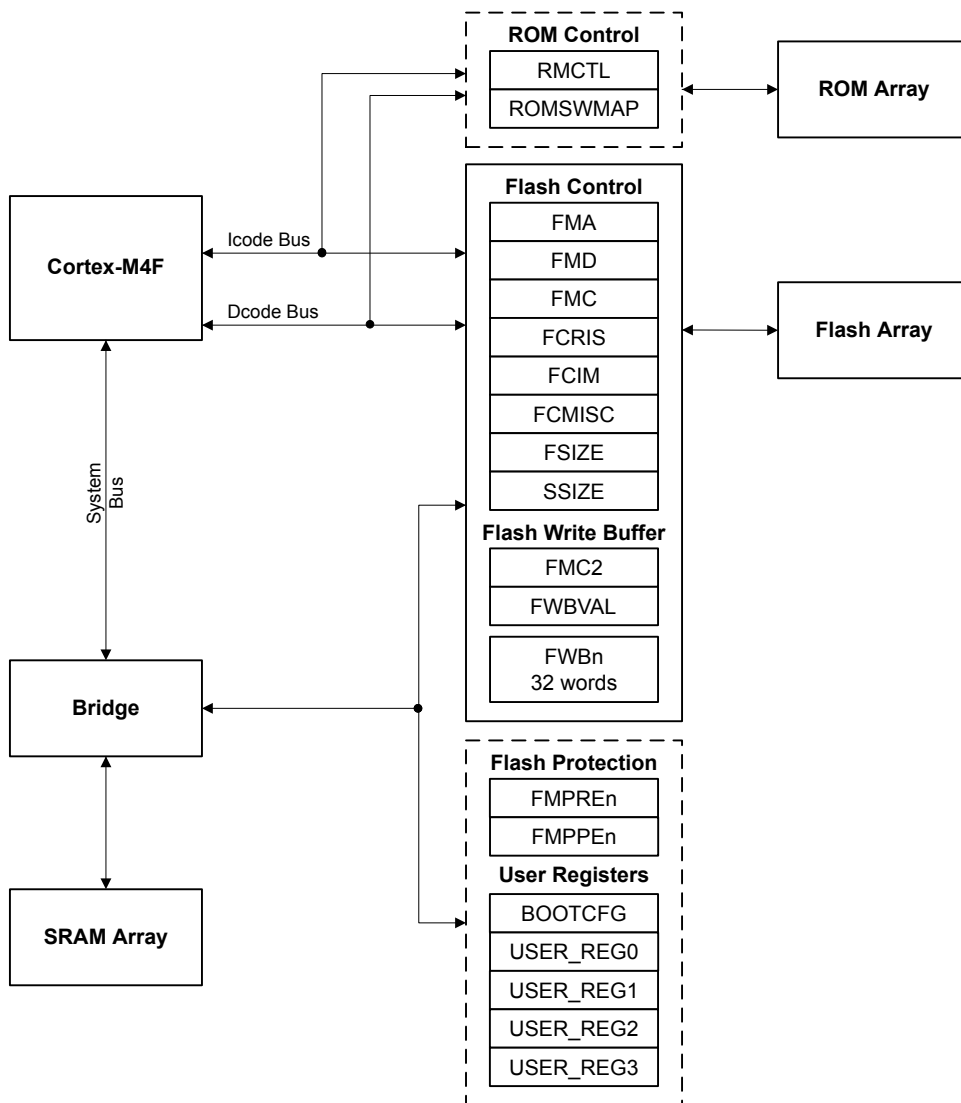 ROM Control
RMCTL
ROMSWMAP
ROM Array
Flash Control
FMA
FMD
FMC
FCRIS
FCIM
FCMISC
FSIZE
SSIZE
Flash Write Buffer
FMC2
FWBVAL
FWBn
32 words
Cortex-M4F
Icode Bus
Dcode Bus
Flash Array
System
Bus
Bridge
SRAM Array
Flash Protection
FMPREn
FMPPEn
User Registers
BOOTCFG
USER_REG0
USER_REG1
USER_REG2
USER_REG3